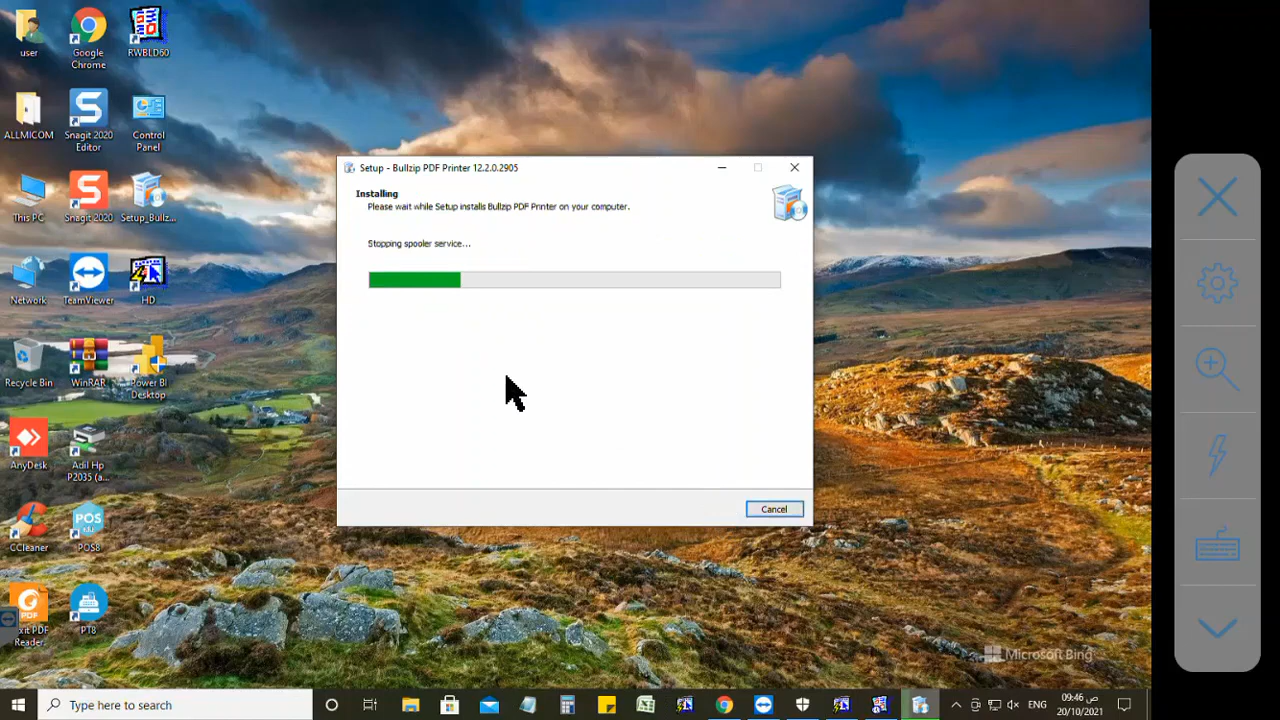 user
Google
Chrome
RWBLD60
ALLMICOM
Snagit 2020
Editor
Control
Panel
This PC
Snagit 2020
Setup_Bullz...
Network
TeamViewer
HD
Recycle Bin
WinRAR
Power BI
Desktop
AnyDesk
Adil Hp
P2035 (a...
CCleaner
POS8
PDF
Reader
PT8
Setup - Bullzip PDF Printer 12.2.0.2905
Installing
Please wait while Setup installs Bullzip PDF Printer on your computer.
Stopping spooler service...
Cancel
Microsoft Bing
Type here to search
ENG
09:46 ص
20/10/2021